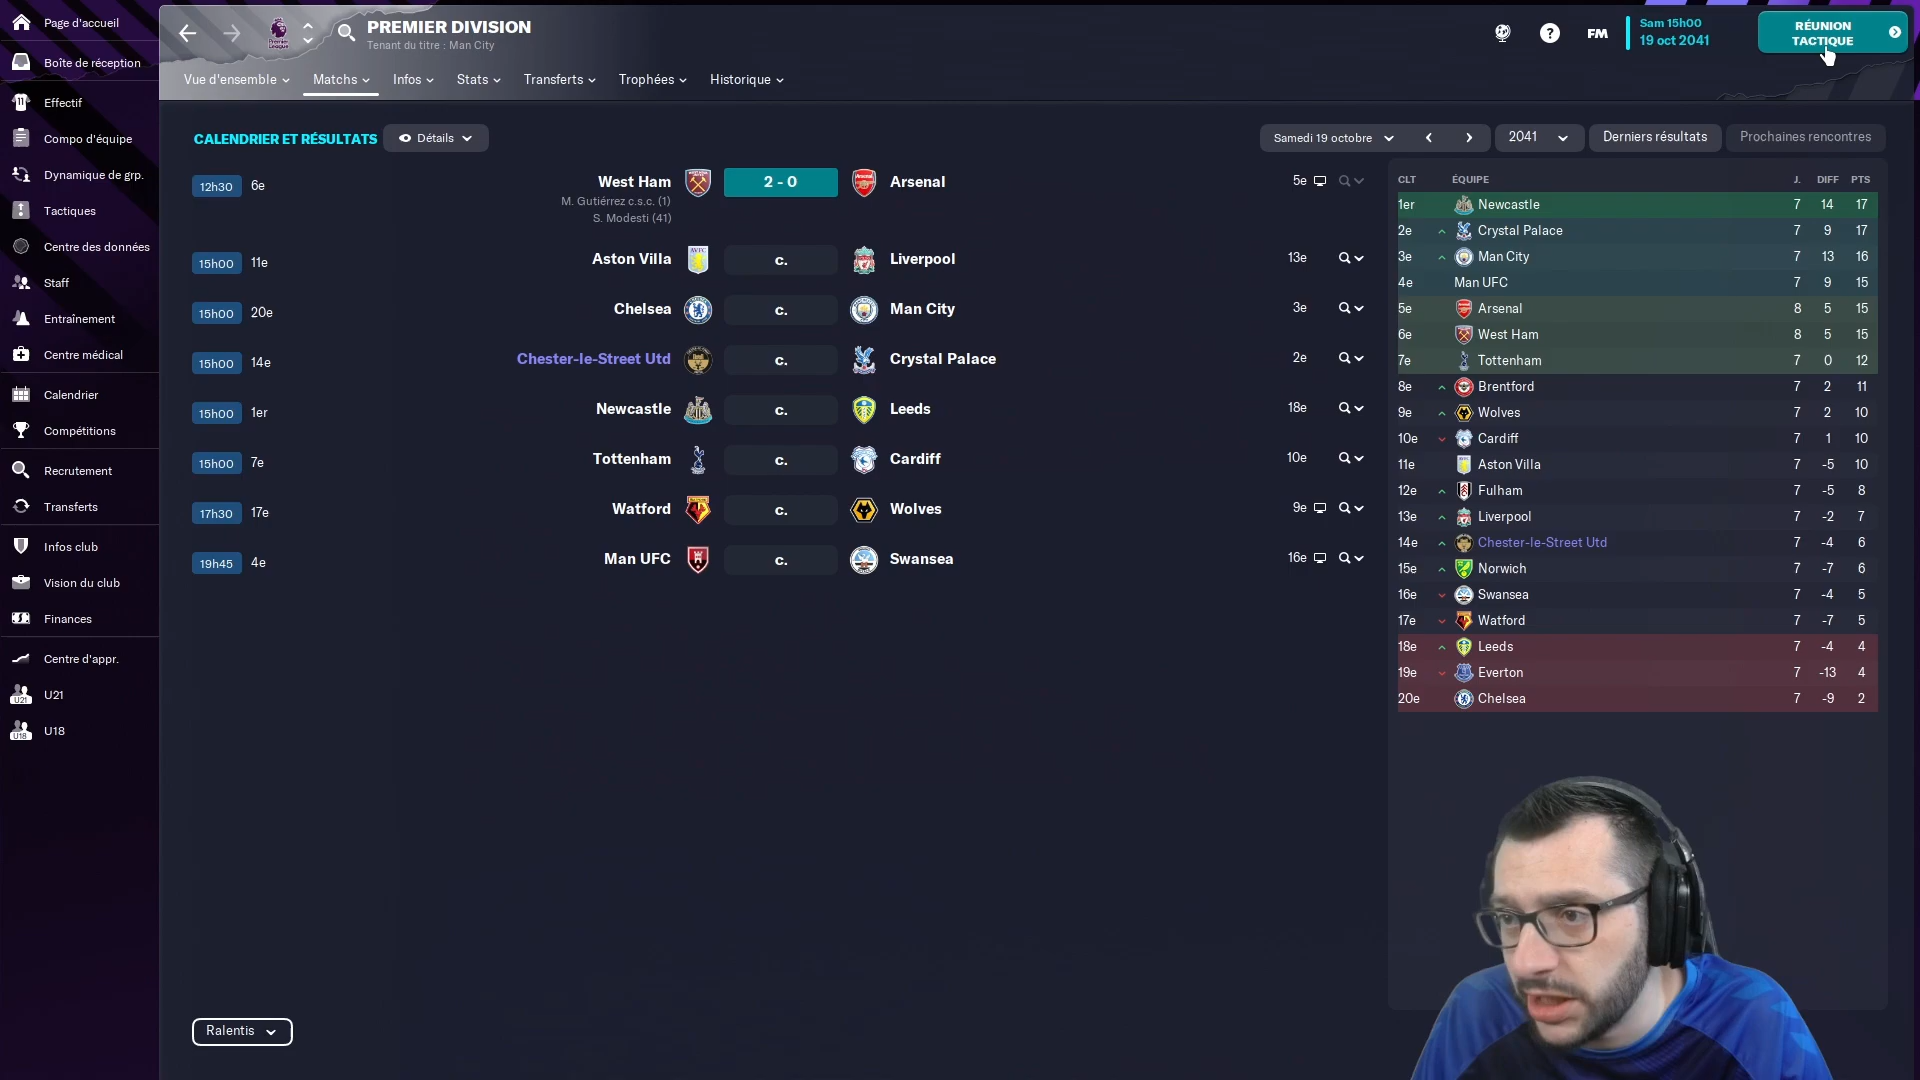 Page d'accueil
Boîte de réception
Effectif
Compo d'équipe
Dynamique de grp.
Tactiques
Centre des données
Staff
Entraînement
Centre médical
Calendrier
Compétitions
Recrutement
Transferts
Infos club
Vision du club
Finances
Centre d'appr.
U21 U21
U18 U18
PREMIER DIVISION
Tenant du titre : Man City
Premier League
FM
Sam 15h00
19 oct 2041
RÉUNION
TACTIQUE
Vue d'ensemble Matchs Infos Stats Transferts Trophées Historique
CALENDRIER ET RÉSULTATS Détails
Samedi 19 octobre 2041 Derniers résultats Prochaines rencontres
12h30 6e West Ham 2 - 0 Arsenal 5e
M. Gutiérrez c.s.c. (1)
S. Modesti (41)
15h00 11e Aston Villa c. Liverpool 13e
15h00 20e Chelsea c. Man City 3e
15h00 14e Chester-le-Street Utd c. Crystal Palace 2e
15h00 1er Newcastle c. Leeds 18e
15h00 7e Tottenham c. Cardiff 10e
17h30 17e Watford c. Wolves 9e
19h45 4e Man UFC c. Swansea 16e
CLT ÉQUIPE J. DIFF PTS
1er Newcastle 7 14 17
2e Crystal Palace 7 9 17
3e Man City 7 13 16
4e Man UFC 7 9 15
5e Arsenal 8 5 15
6e West Ham 8 5 15
7e Tottenham 7 0 12
8e Brentford 7 2 11
9e Wolves 7 2 10
10e Cardiff 7 1 10
11e Aston Villa 7 -5 10
12e Fulham 7 -5 8
13e Liverpool 7 -2 7
14e Chester-le-Street Utd 7 -4 6
15e Norwich 7 -7 6
16e Swansea 7 -4 5
17e Watford 7 -7 5
18e Leeds 7 -4 4
19e Everton 7 -13 4
20e Chelsea 7 -9 2
Ralentis